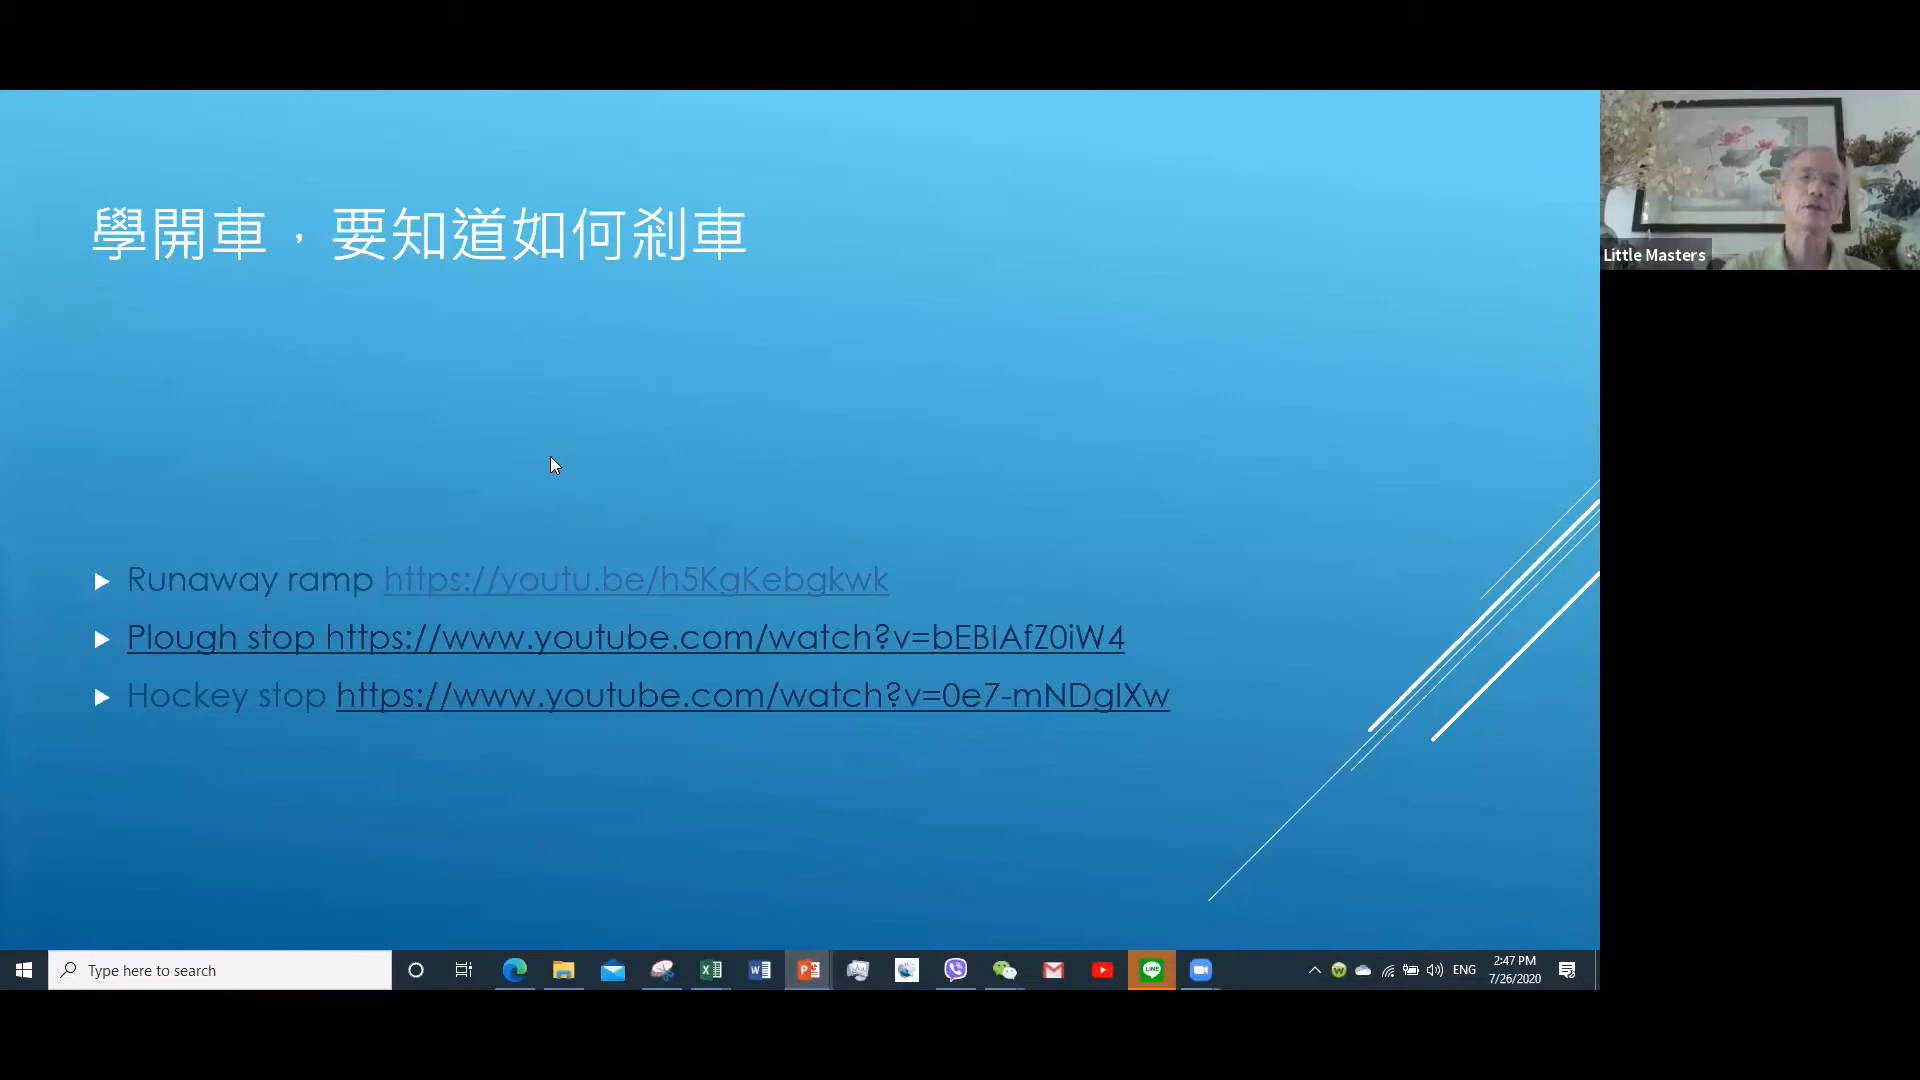 學開車，要知道如何剎車
Little Masters
Runaway ramp https://youtu.be/h5KgKebgkwk
Plough stop https://www.youtube.com/watch?v=bEBIAfZ0iW4
Hockey stop https://www.youtube.com/watch?v=0e7-mNDgIXw
Type here to search
ENG
2:47 PM
7/26/2020